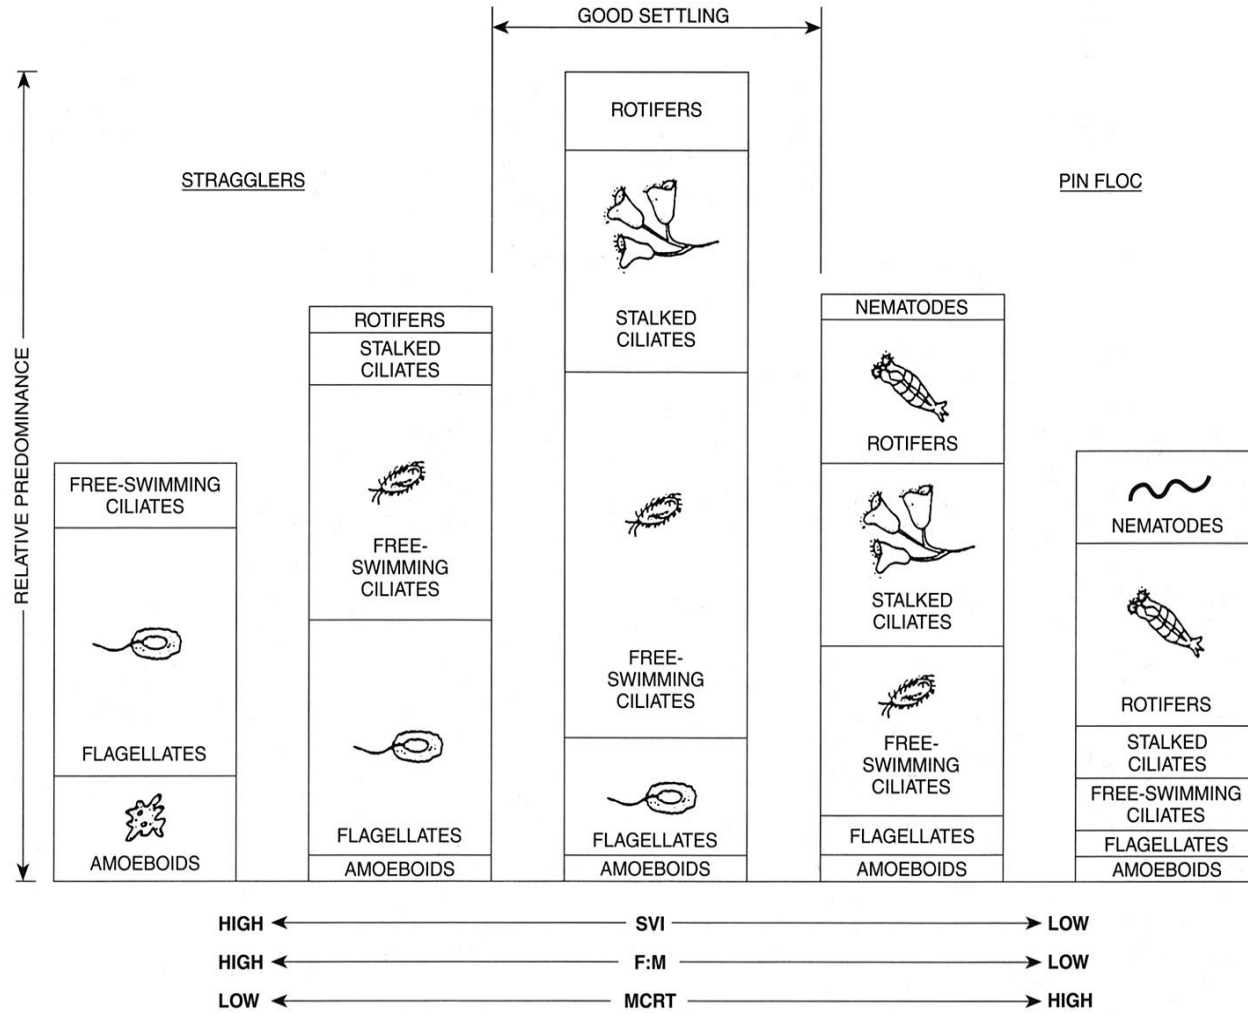 GOOD SETTLING
STRAGGLERS
PIN FLOC
RELATIVE PREDOMINANCE
FREE-SWIMMING
CILIATES
FLAGELLATES
AMOEBOIDS
ROTIFERS
STALKED
CILIATES
FREE-
SWIMMING
CILIATES
FLAGELLATES
AMOEBOIDS
ROTIFERS
STALKED
CILIATES
FREE-
SWIMMING
CILIATES
FLAGELLATES
AMOEBOIDS
NEMATODES
ROTIFERS
STALKED
CILIATES
FREE-
SWIMMING
CILIATES
FLAGELLATES
AMOEBOIDS
NEMATODES
ROTIFERS
STALKED
CILIATES
FREE-SWIMMING
CILIATES
FLAGELLATES
AMOEBOIDS
HIGH SVI LOW
HIGH F:M LOW
LOW MCRT HIGH